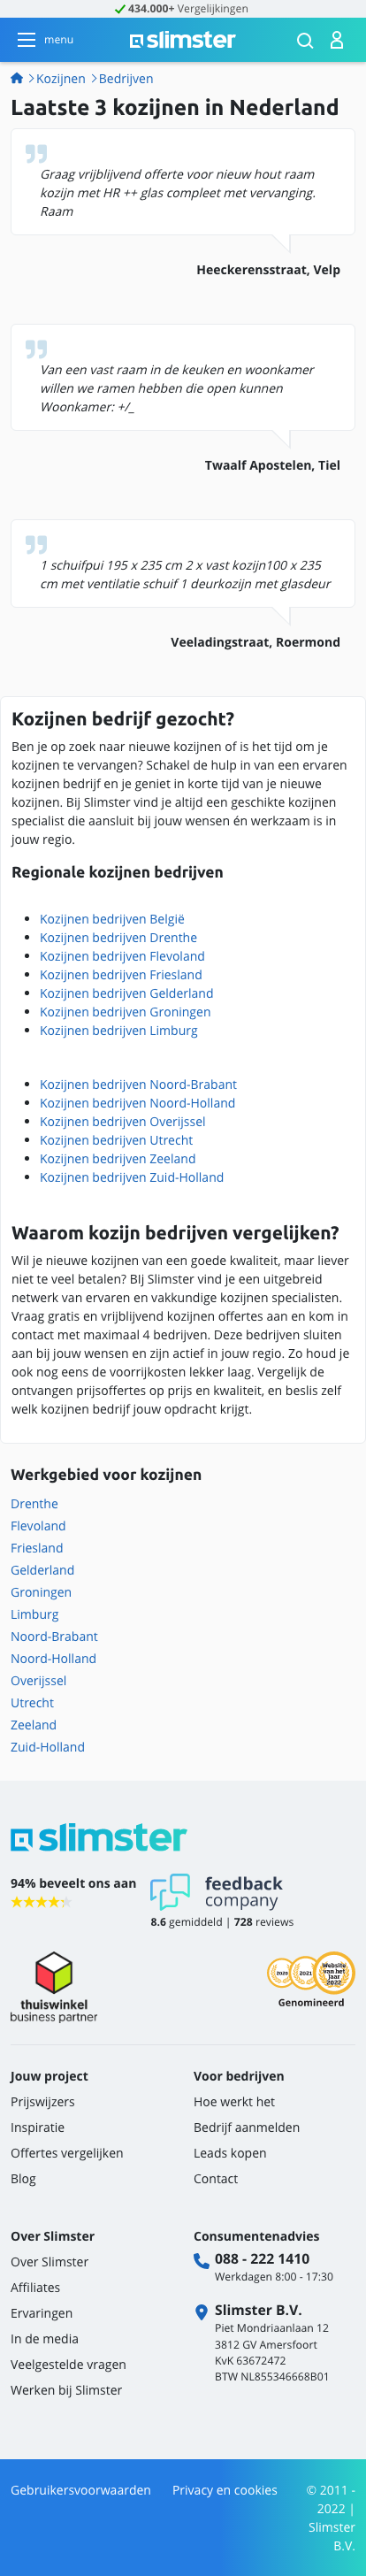 434.000+ Vergelijkingen
menu
slimster
Kozijnen Bedrijven
Laatste 3 kozijnen in Nederland
Graag vrijblijvend offerte voor nieuw hout raam
kozijn met HR ++ glas compleet met vervanging.
Raam
Heeckerensstraat, Velp
Van een vast raam in de keuken en woonkamer
willen we ramen hebben die open kunnen
Woonkamer: +/_
Twaalf Apostelen, Tiel
1 schuifpui 195 x 235 cm 2 x vast kozijn100 x 235
cm met ventilatie schuif 1 deurkozijn met glasdeur
Veeladingstraat, Roermond
Kozijnen bedrijf gezocht?
Ben je op zoek naar nieuwe kozijnen of is het tijd om je
kozijnen te vervangen? Schakel de hulp in van een ervaren
kozijnen bedrijf en je geniet in korte tijd van je nieuwe
kozijnen. Bij Slimster vind je altijd een geschikte kozijnen
specialist die aansluit bij jouw wensen én werkzaam is in
jouw regio.
Regionale kozijnen bedrijven
Kozijnen bedrijven België
Kozijnen bedrijven Drenthe
Kozijnen bedrijven Flevoland
Kozijnen bedrijven Friesland
Kozijnen bedrijven Gelderland
Kozijnen bedrijven Groningen
Kozijnen bedrijven Limburg
Kozijnen bedrijven Noord-Brabant
Kozijnen bedrijven Noord-Holland
Kozijnen bedrijven Overijssel
Kozijnen bedrijven Utrecht
Kozijnen bedrijven Zeeland
Kozijnen bedrijven Zuid-Holland
Waarom kozijn bedrijven vergelijken?
Wil je nieuwe kozijnen van een goede kwaliteit, maar liever
niet te veel betalen? BIj Slimster vind je een uitgebreid
netwerk van ervaren en vakkundige kozijnen specialisten.
Vraag gratis en vrijblijvend kozijnen offertes aan en kom in
contact met maximaal 4 bedrijven. Deze bedrijven sluiten
aan bij jouw wensen en zijn actief in jouw regio. Zo houd je
ook nog eens de voorrijkosten lekker laag. Vergelijk de
ontvangen prijsoffertes op prijs en kwaliteit, en beslis zelf
welk kozijnen bedrijf jouw opdracht krijgt.
Werkgebied voor kozijnen
Drenthe
Flevoland
Friesland
Gelderland
Groningen
Limburg
Noord-Brabant
Noord-Holland
Overijssel
Utrecht
Zeeland
Zuid-Holland
slimster
94% beveelt ons aan
feedback
company
8.6 gemiddeld | 728 reviews
thuiswinkel
business partner
2020
2021
Website
van het
jaar
2022
Genomineerd
Jouw project
Prijswijzers
Inspiratie
Offertes vergelijken
Blog
Voor bedrijven
Hoe werkt het
Bedrijf aanmelden
Leads kopen
Contact
Over Slimster
Over Slimster
Affiliates
Ervaringen
In de media
Veelgestelde vragen
Werken bij Slimster
Consumentenadvies
088 - 222 1410
Werkdagen 8:00 - 17:30
Slimster B.V.
Piet Mondriaanlaan 12
3812 GV Amersfoort
KvK 63672472
BTW NL855346668B01
Gebruikersvoorwaarden
Privacy en cookies
© 2011 -
2022 |
Slimster
B.V.